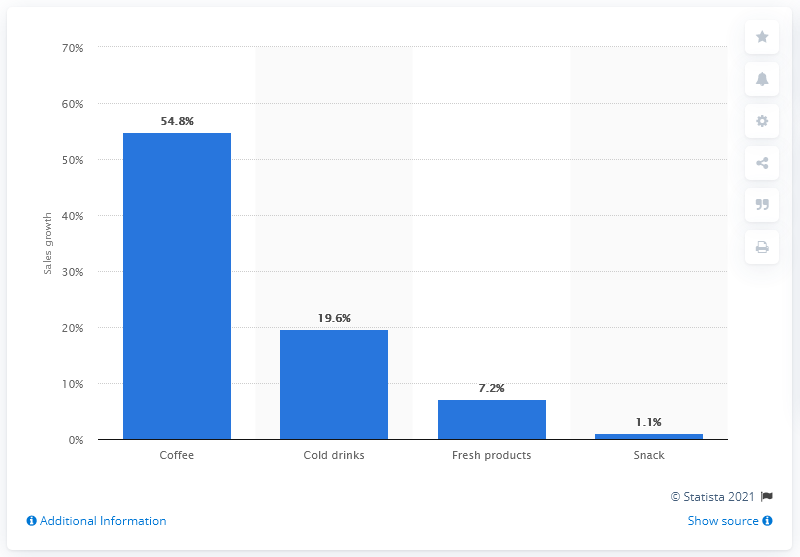 70%
60%
50%
40%
30%
20%
10%
0%
Sales growth
54.8%
19.6%
7.2%
1.1%
Coffee
Cold drinks
Fresh products
Snack
© Statista 2021
Additional Information
Show source